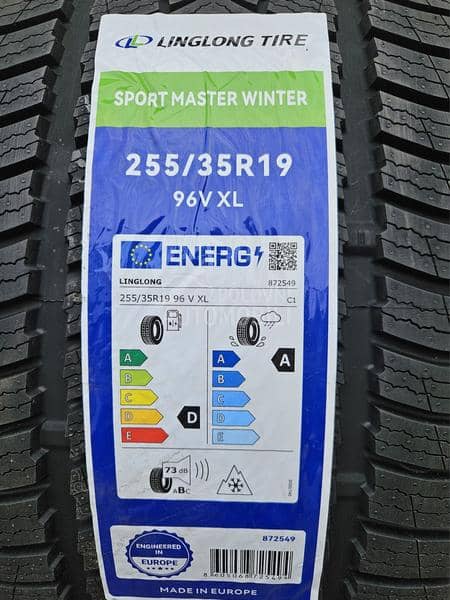 LINGLONG TIRE
SPORT MASTER WINTER
255/35R19
96V XL
ENERG
LINGLONG 872549
255/35R19 96 V XL C1
A
B
C
D
E
D
A
B
C
D
E
A
73 dB
ABC
872549
ENGINEERED
IN
EUROPE
MADE IN EUROPE